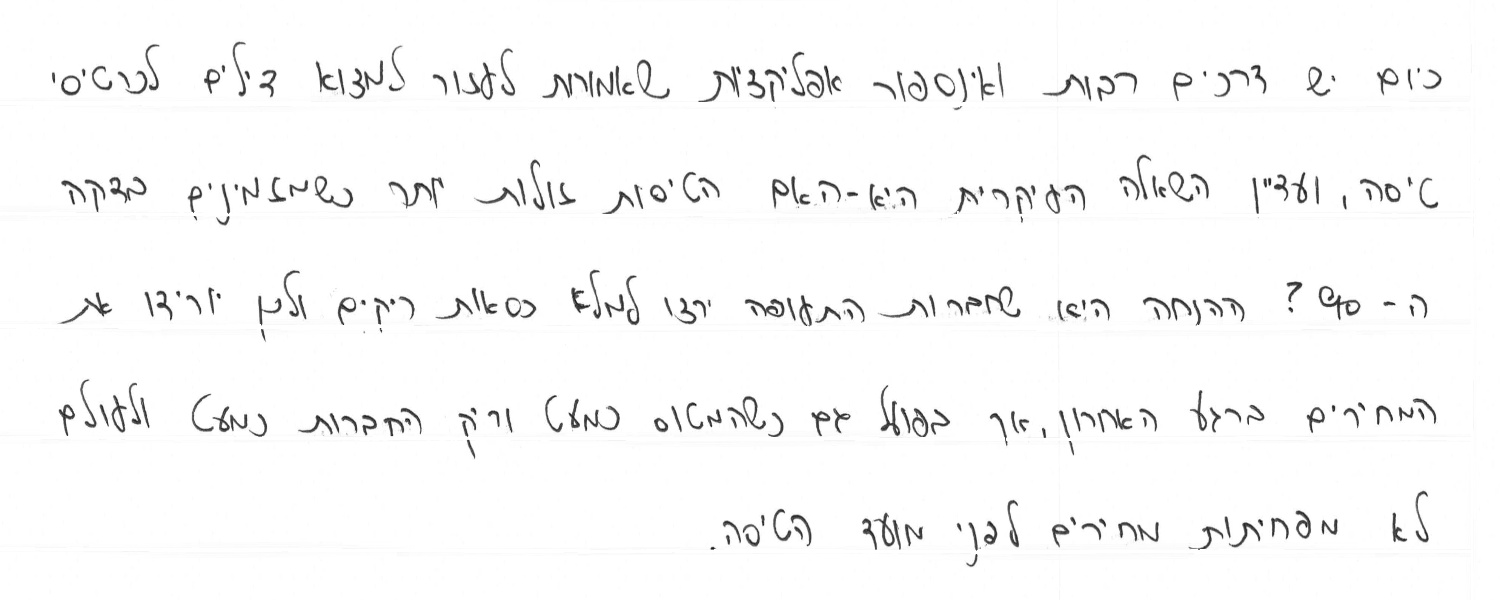 כיום יש דרכים רבות ואינספור אפליקציות שאמורות לעזור למצוא דילים לכרטיסי
טיסה, ועדיין השאלה העיקרית היא-האם הטיסות זולות יותר כשמזמינים בדקה
ה- 90? ההנחה היא שחברות התעופה ירצו למלא כסאות ריקים ולכן יורידו את
המחירים ברגע האחרון, אך בפועל גם כשהמטוס כמעט וריק החברות כמעט ולעולם
לא מפחיתות מחירים לפני מועד הטיסה.